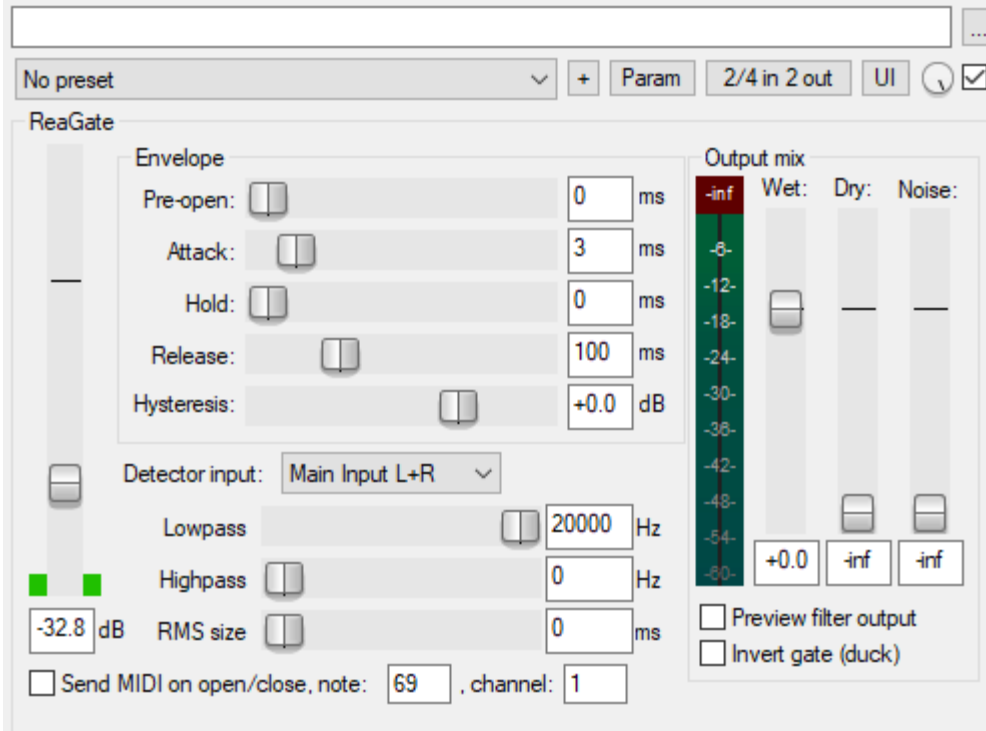 ...
No preset + Param 2/4 in 2 out UI
ReaGate
Envelope
Pre-open: 0 ms
Attack: 3 ms
Hold: 0 ms
Release: 100 ms
Hysteresis: +0.0 dB
Detector input: Main Input L+R
Lowpass 20000 Hz
Highpass 0 Hz
-32.8 dB RMS size 0 ms
Send MIDI on open/close, note: 69 , channel: 1
Output mix
Wet: Dry: Noise:
-inf
-6-
-12-
-18-
-24-
-30-
-36-
-42-
-48-
-54-
-60-
+0.0 -inf -inf
Preview filter output
Invert gate (duck)